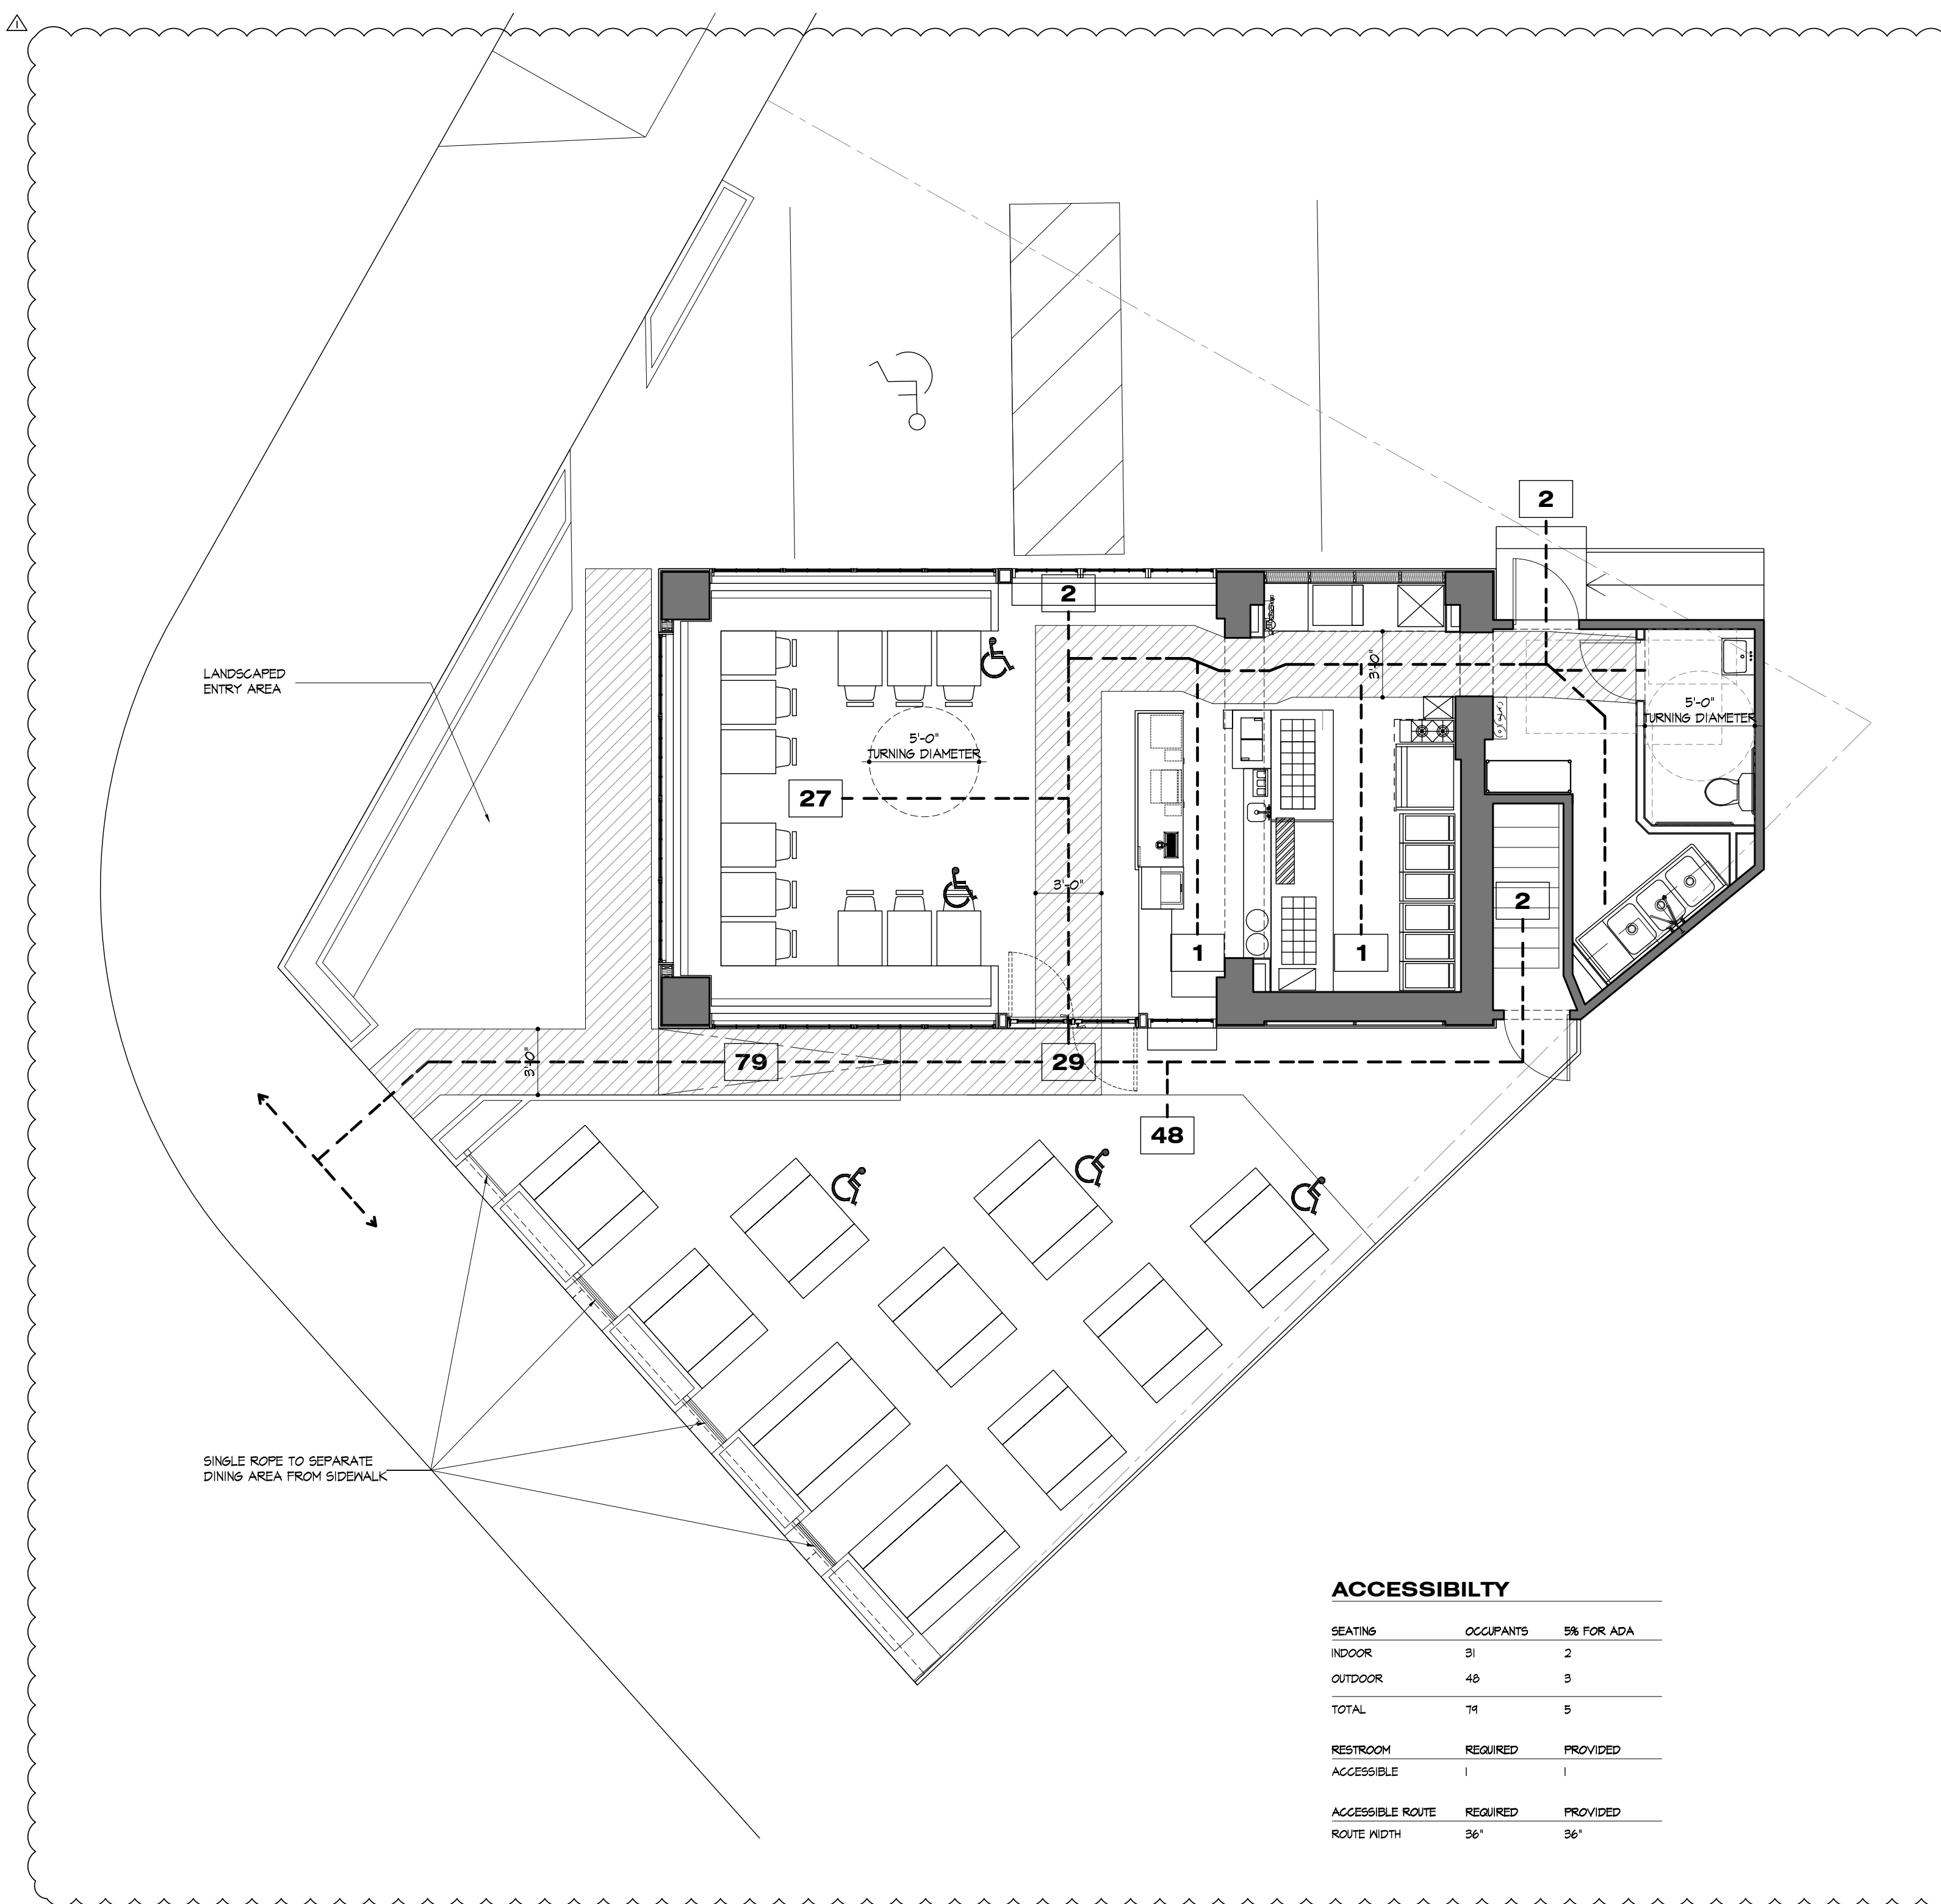 1
2
2
LANDSCAPED
ENTRY AREA
3'-0"
5'-0"
TURNING DIAMETER
5'-0"
TURNING DIAMETER
27
3'-0"
2
1
1
3'-0"
79
29
48
SINGLE ROPE TO SEPARATE
DINING AREA FROM SIDEWALK
ACCESSIBILTY
SEATING OCCUPANTS 5% FOR ADA
INDOOR 31 2
OUTDOOR 48 3
TOTAL 79 5
RESTROOM REQUIRED PROVIDED
ACCESSIBLE 1 1
ACCESSIBLE ROUTE REQUIRED PROVIDED
ROUTE WIDTH 36" 36"